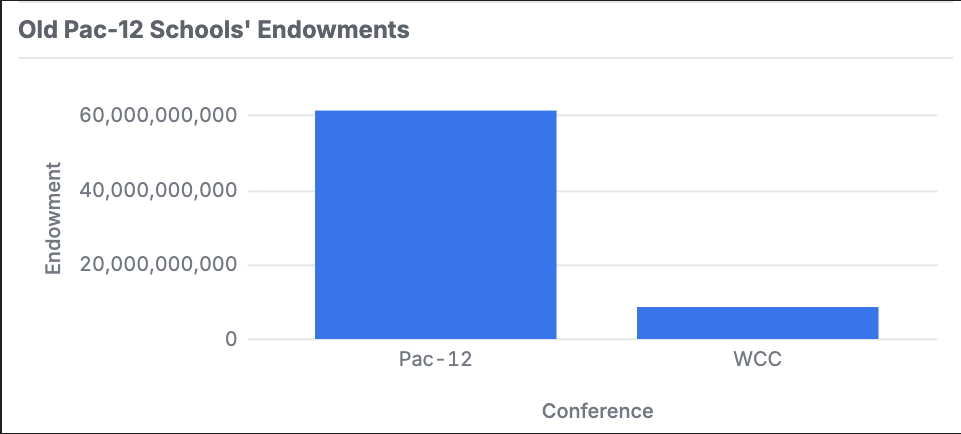 Old Pac-12 Schools' Endowments
Endowment
60,000,000,000
40,000,000,000
20,000,000,000
0
Pac-12
WCC
Conference